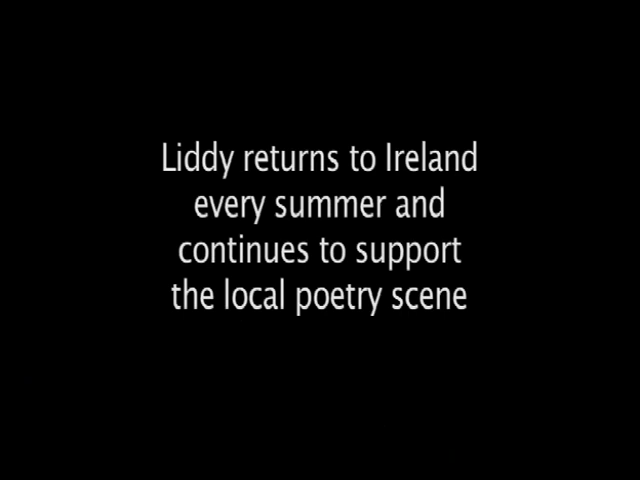 Liddy returns to Ireland
every summer and
continues to support
the local poetry scene